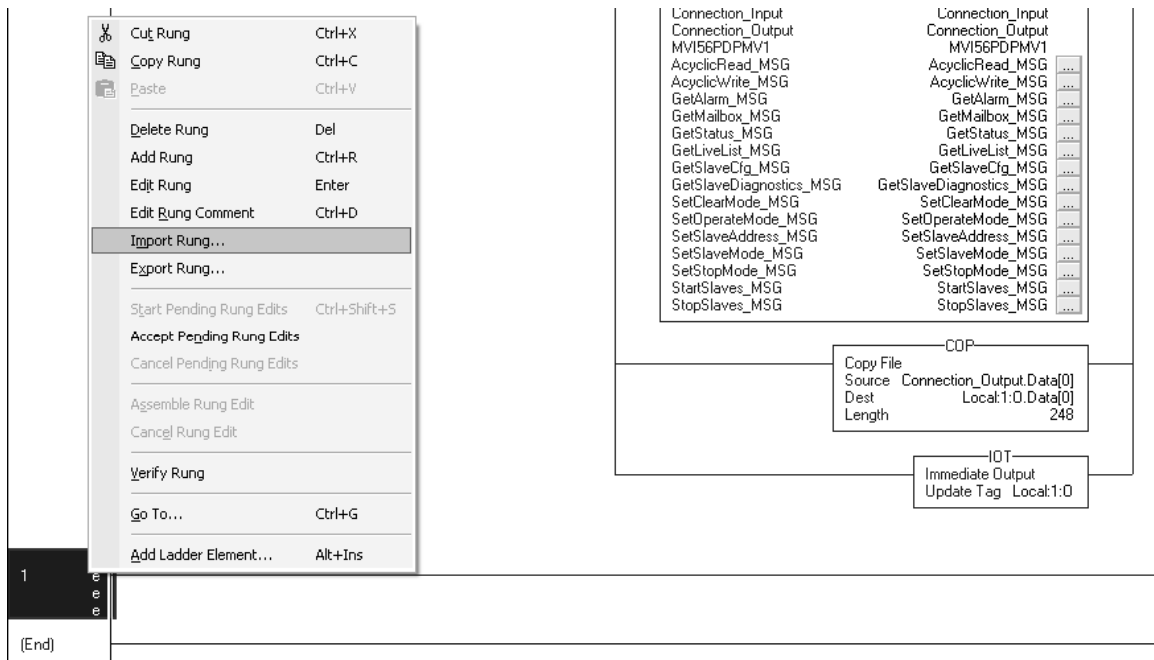 Cut Rung Ctrl+X
Copy Rung Ctrl+C
Paste Ctrl+V
Delete Rung Del
Add Rung Ctrl+R
Edit Rung Enter
Edit Rung Comment Ctrl+D
Import Rung...
Export Rung...
Start Pending Rung Edits Ctrl+Shift+S
Accept Pending Rung Edits
Cancel Pending Rung Edits
Assemble Rung Edit
Cancel Rung Edit
Verify Rung
Go To... Ctrl+G
Add Ladder Element... Alt+Ins
Connection_Input Connection_Input
Connection_Output Connection_Output
MVI56PDPMV1
AcyclicRead_MSG AcyclicRead_MSG ...
AcyclicWrite_MSG AcyclicWrite_MSG ...
GetAlarm_MSG GetAlarm_MSG ...
GetMailbox_MSG GetMailbox_MSG ...
GetStatus_MSG GetStatus_MSG ...
GetLiveList_MSG GetLiveList_MSG ...
GetSlaveCfg_MSG GetSlaveCfg_MSG ...
GetSlaveDiagnostics_MSG GetSlaveDiagnostics_MSG ...
SetClearMode_MSG SetClearMode_MSG ...
SetOperateMode_MSG SetOperateMode_MSG ...
SetSlaveAddress_MSG SetSlaveAddress_MSG ...
SetSlaveMode_MSG SetSlaveMode_MSG ...
SetStopMode_MSG SetStopMode_MSG ...
StartSlaves_MSG StartSlaves_MSG ...
StopSlaves_MSG StopSlaves_MSG ...
COP
Copy File
Source Connection_Output.Data[0]
Dest Local:1:O.Data[0]
Length 248
IOT
Immediate Output
Update Tag Local:1:O
1 e
e
e
(End)